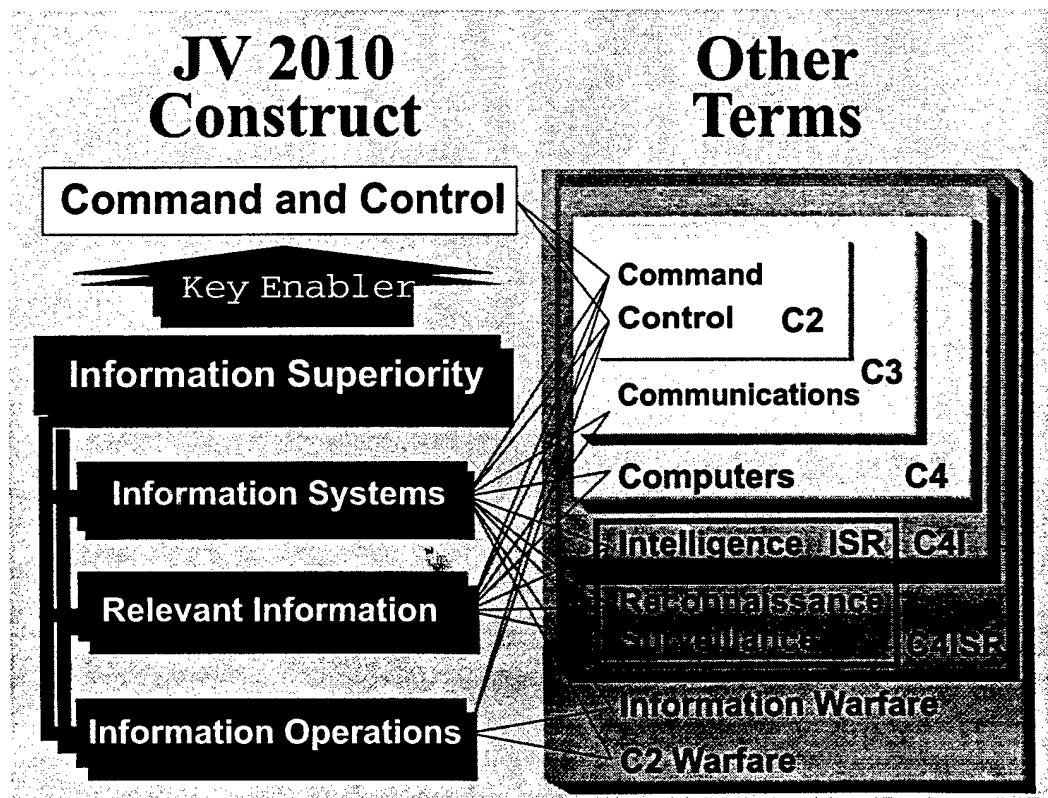 JV 2010
Construct
Command and Control
Key Enabler
Information Superiority
Information Systems
Relevant Information
Information Operations
Other
Terms
Command
Control C2
C3
Communications
Computers C4
Intelligence ISR C4I
Reconnaissance
Surveillance C4ISR
Information Warfare
C2 Warfare